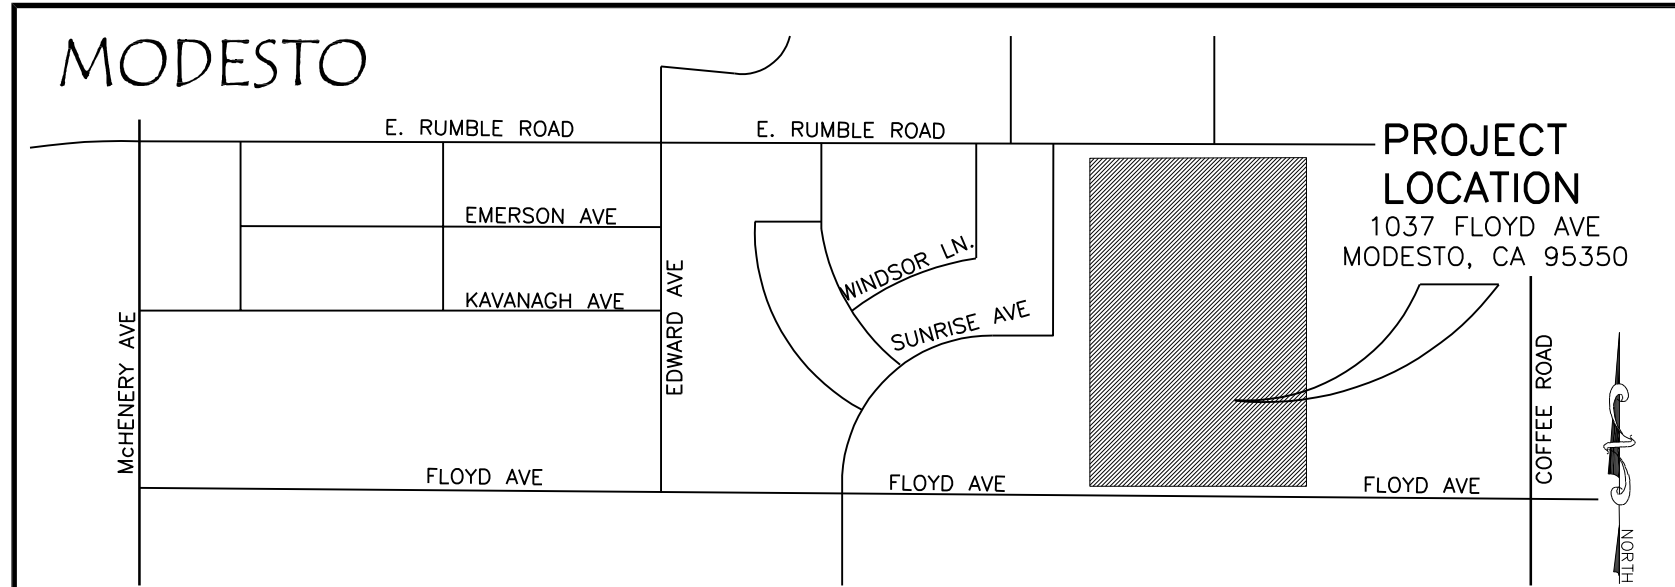 MODESTO
E. RUMBLE ROAD
E. RUMBLE ROAD
PROJECT
LOCATION
1037 FLOYD AVE
MODESTO, CA 95350
EMERSON AVE
WINDSOR LN.
KAVANAGH AVE
SUNRISE AVE
McHENERY AVE
EDWARD AVE
COFFEE ROAD
FLOYD AVE
FLOYD AVE
FLOYD AVE
NORTH